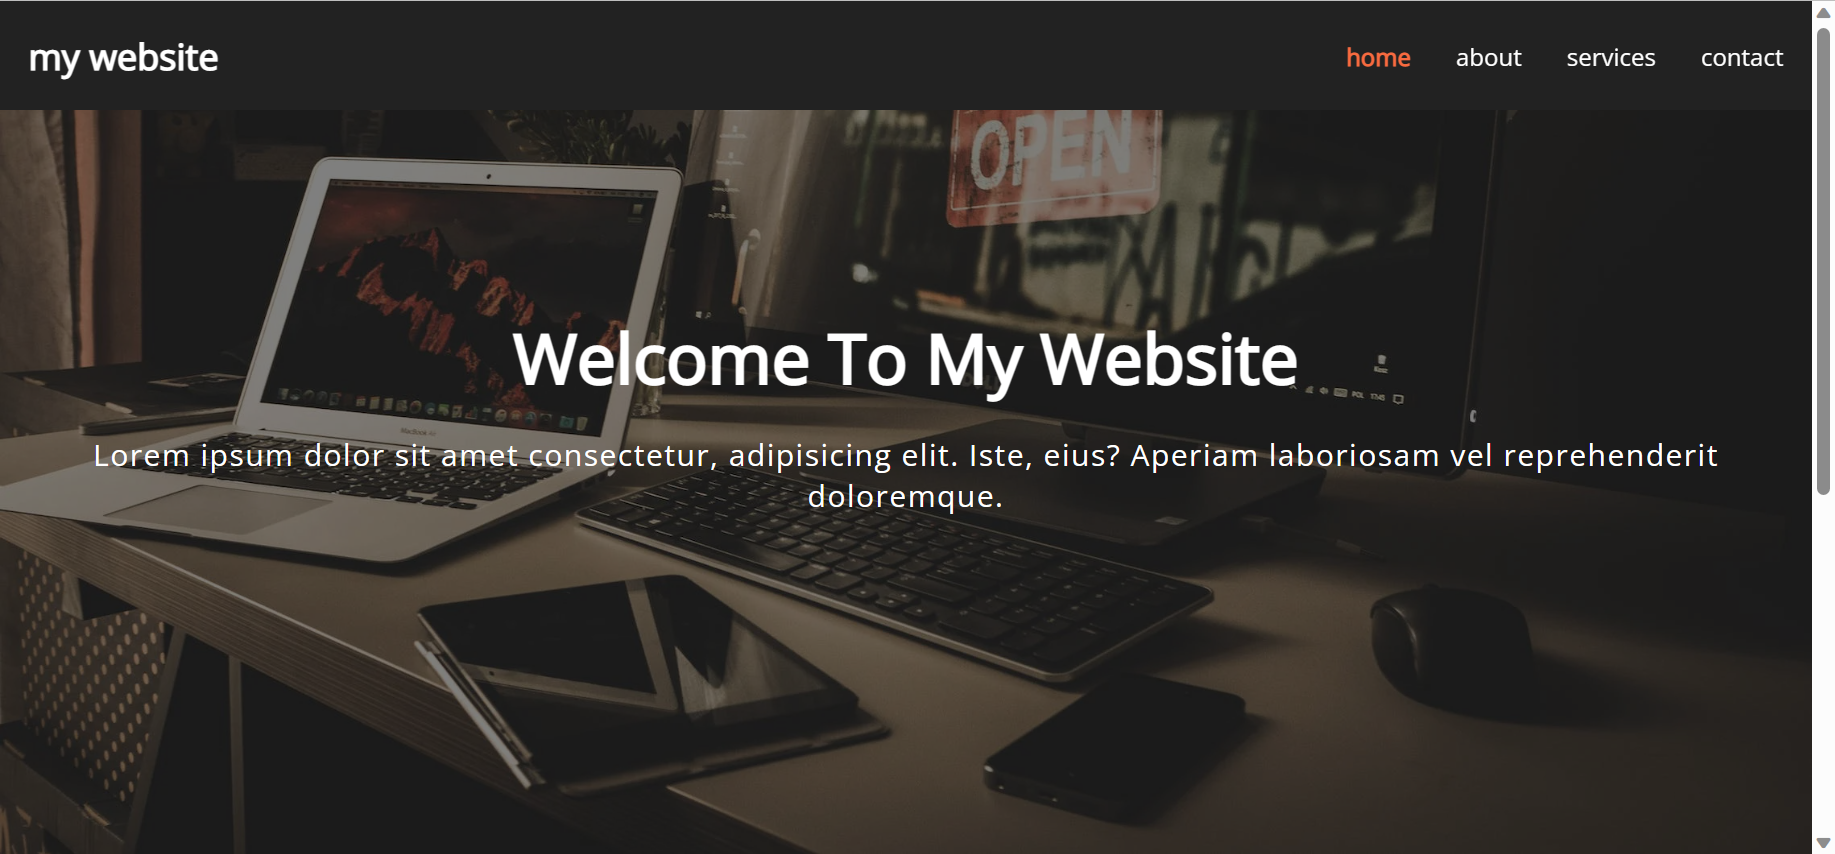 my website
home about services contact
OPEN
Welcome To My Website
Lorem ipsum dolor sit amet consectetur, adipisicing elit. Iste, eius? Aperiam laboriosam vel reprehenderit
doloremque.